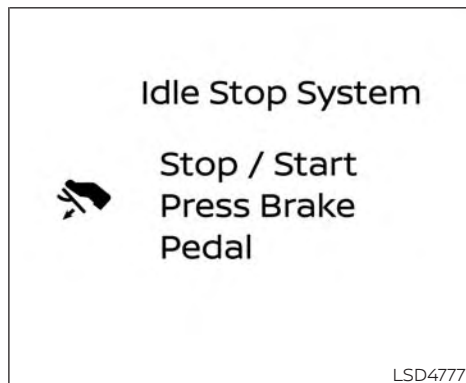 Idle Stop System
Stop / Start
Press Brake
Pedal
LSD4777